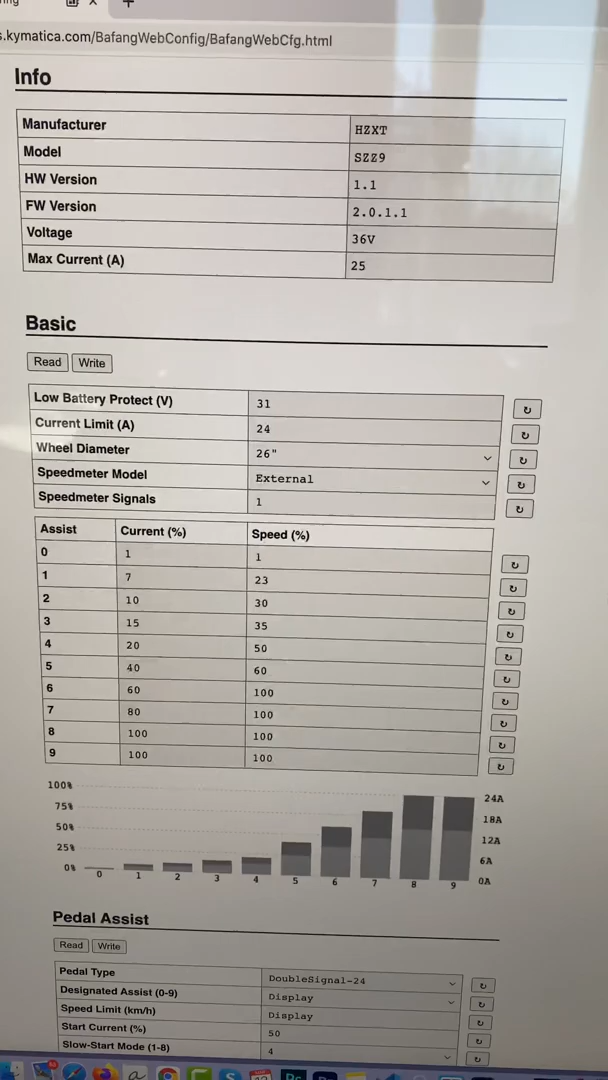 s.kymatica.com/BafangWebConfig/BafangWebCfg.html
Info
Manufacturer HZXT
Model SZZ9
HW Version 1.1
FW Version 2.0.1.1
Voltage 36V
Max Current (A) 25
Basic
Read Write
Low Battery Protect (V) 31
Current Limit (A) 24
Wheel Diameter 26"
Speedmeter Model External
Speedmeter Signals 1
Assist Current (%) Speed (%)
0 1 1
1 7 23
2 10 30
3 15 35
4 20 50
5 40 60
6 60 100
7 80 100
8 100 100
9 100 100
100% 24A
75% 18A
50% 12A
25% 6A
0% 0A
0 1 2 3 4 5 6 7 8 9
Pedal Assist
Read Write
Pedal Type DoubleSignal-24
Designated Assist (0-9) Display
Speed Limit (km/h) Display
Start Current (%) 50
Slow-Start Mode (1-8) 4